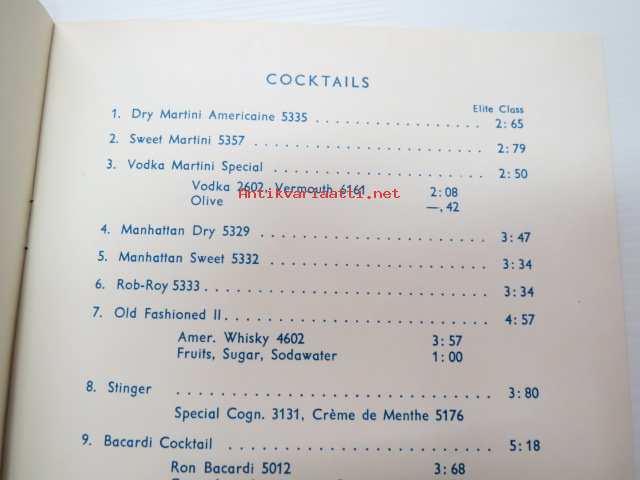 COCKTAILS
Elite Class
1. Dry Martini Americaine 5335 . . . . . . . . . . . . . . . . 2:65
2. Sweet Martini 5357 . . . . . . . . . . . . . . . . . . . . . 2:79
3. Vodka Martini Special . . . . . . . . . . . . . . . . . . . . 2:50
Vodka 2602, Vermouth 6161 2:08
Antikvariaatti.net
Olive —,42
4. Manhattan Dry 5329 . . . . . . . . . . . . . . . . . . . . . 3:47
5. Manhattan Sweet 5332 . . . . . . . . . . . . . . . . . . . . 3:34
6. Rob-Roy 5333 . . . . . . . . . . . . . . . . . . . . . . . . 3:34
7. Old Fashioned II . . . . . . . . . . . . . . . . . . . . . . 4:57
Amer. Whisky 4602 3:57
Fruits, Sugar, Sodawater 1:00
8. Stinger . . . . . . . . . . . . . . . . . . . . . . . . . . 3:80
Special Cogn. 3131, Crème de Menthe 5176
9. Bacardi Cocktail . . . . . . . . . . . . . . . . . . . . . . 5:18
Ron Bacardi 5012 3:68